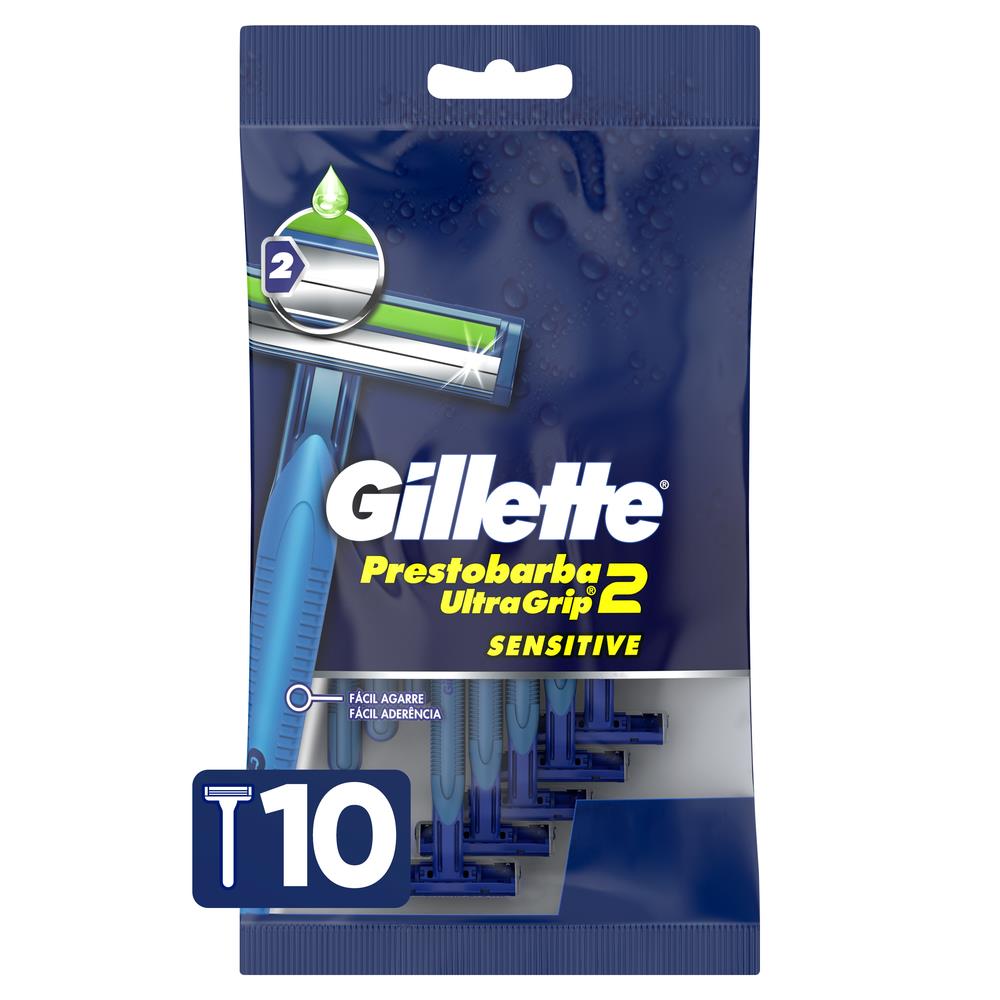 2
Gillette®
Prestobarba
UltraGrip® 2
SENSITIVE
FÁCIL AGARRE
FÁCIL ADERÊNCIA
10